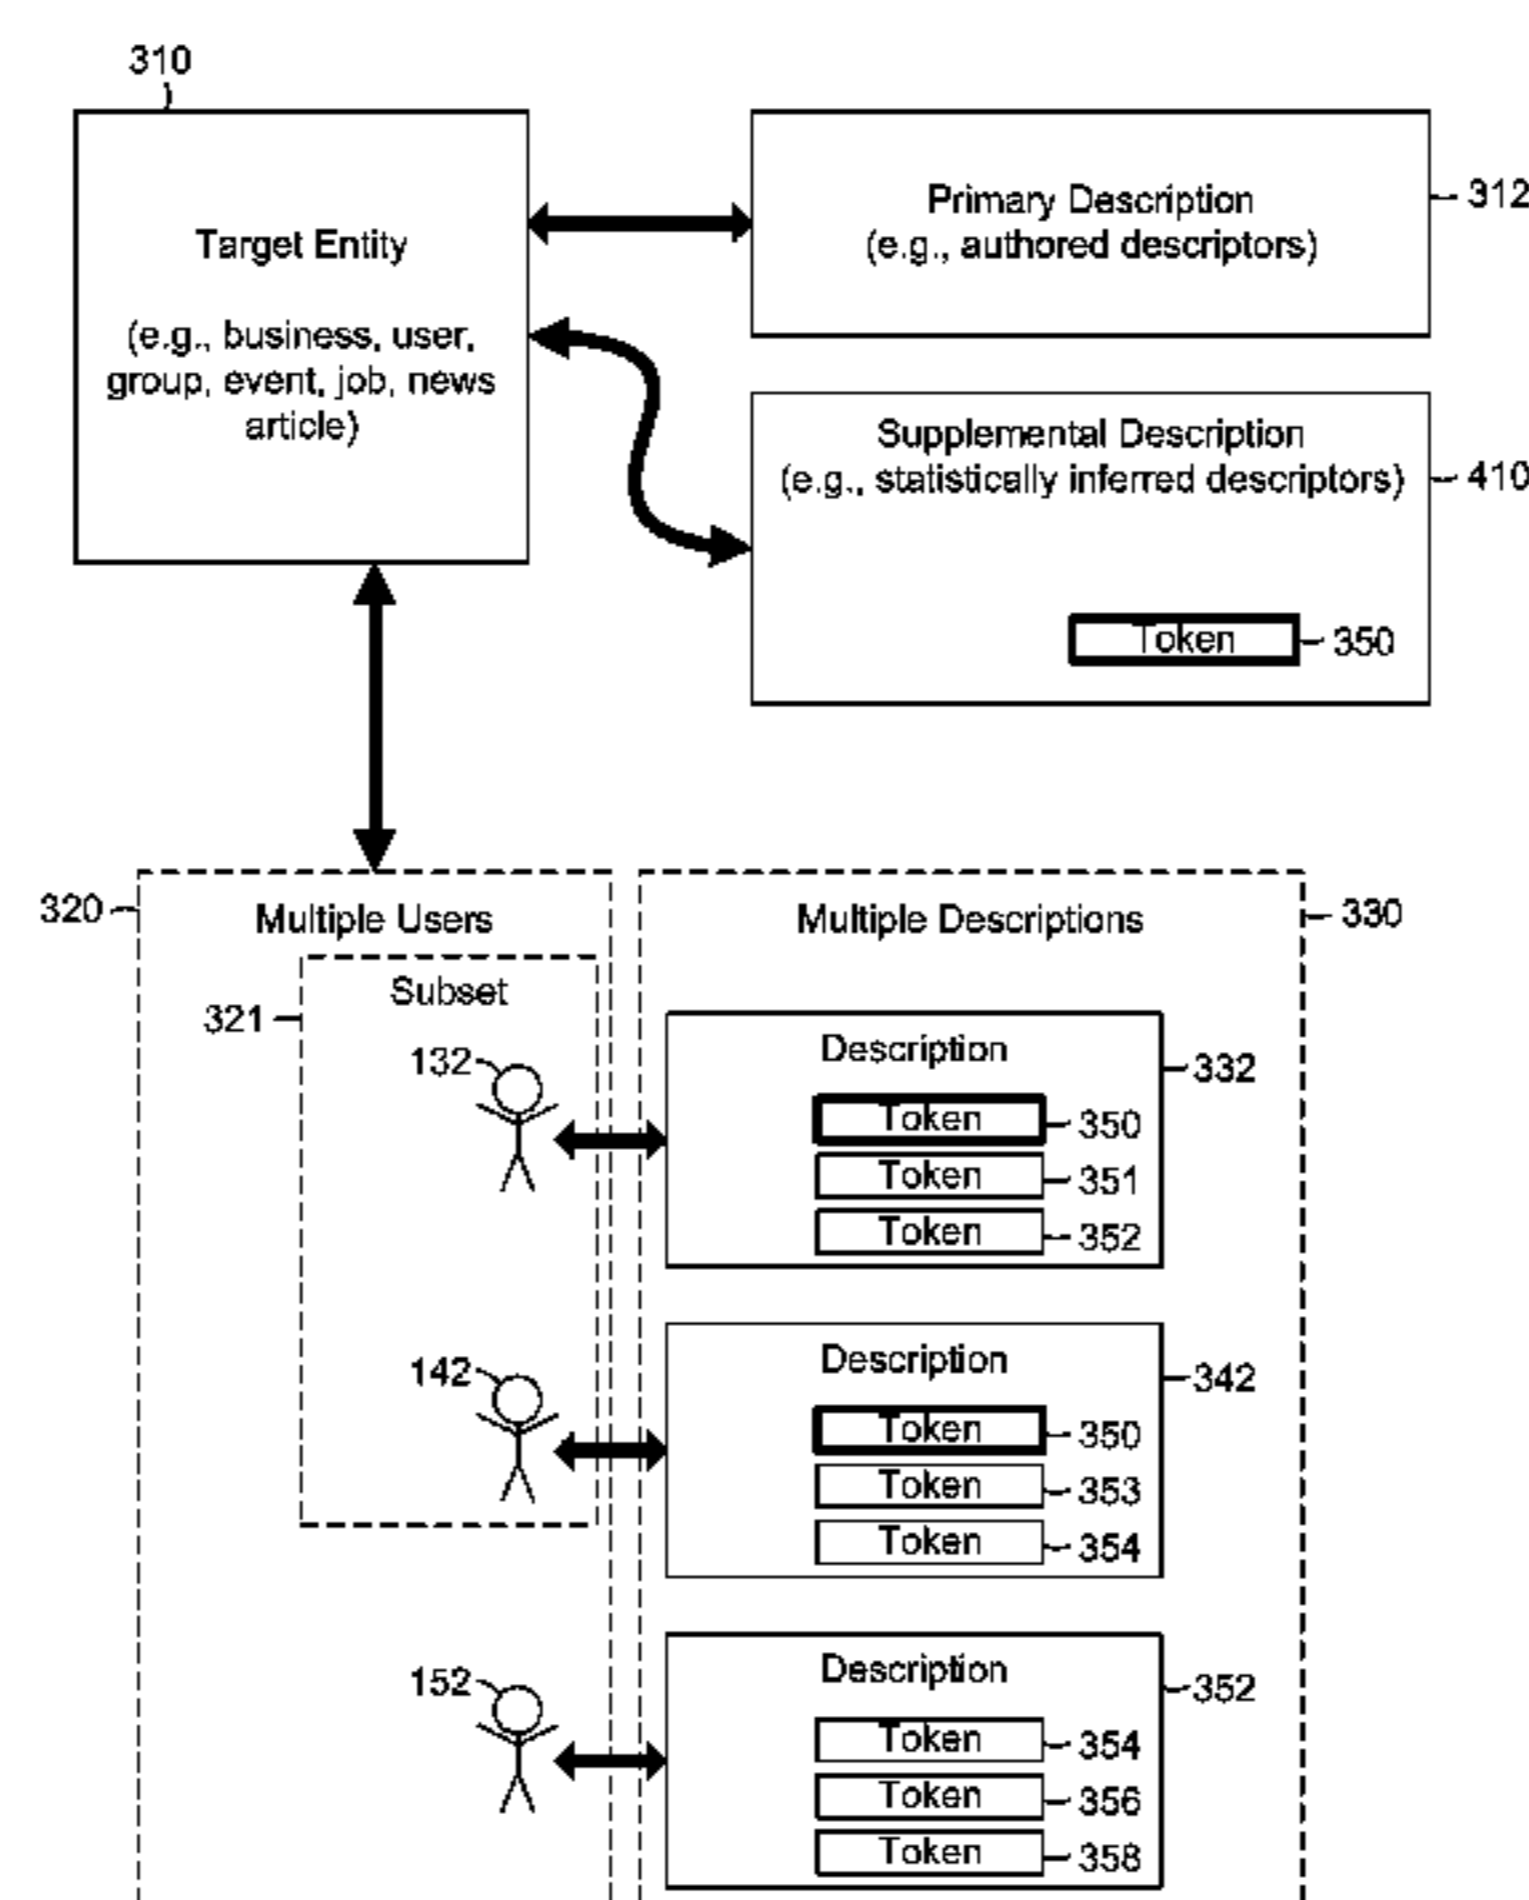 310
Target Entity
(e.g., business, user,
group, event, job, news
article)
Primary Description
(e.g., authored descriptors)
312
Supplemental Description
(e.g., statistically inferred descriptors)
410
Token
350
320
Multiple Users
Subset
321
132
142
152
Multiple Descriptions
330
Description
332
Token
350
Token
351
Token
352
Description
342
Token
350
Token
353
Token
354
Description
352
Token
354
Token
356
Token
358